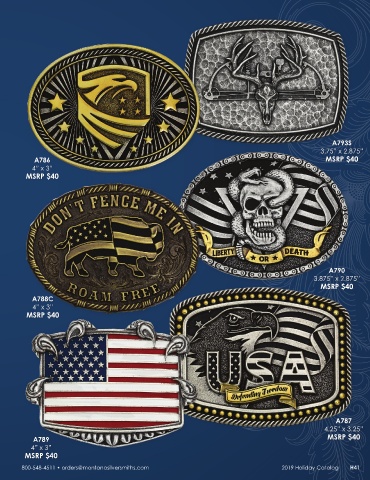 A786
4" x 3"
MSRP $40
A793S
3.75" x 2.875"
MSRP $40
DON'T FENCE ME IN
ROAM FREE
A788C
4" x 3"
MSRP $40
LIBERTY OR DEATH
A790
3.875" x 2.875"
MSRP $40
USA
Defending Freedom
A787
4.25" x 3.25"
MSRP $40
A789
4" x 3"
MSRP $40
800-548-4511 • orders@montanasilversmiths.com
2019 Holiday Catalog
H41